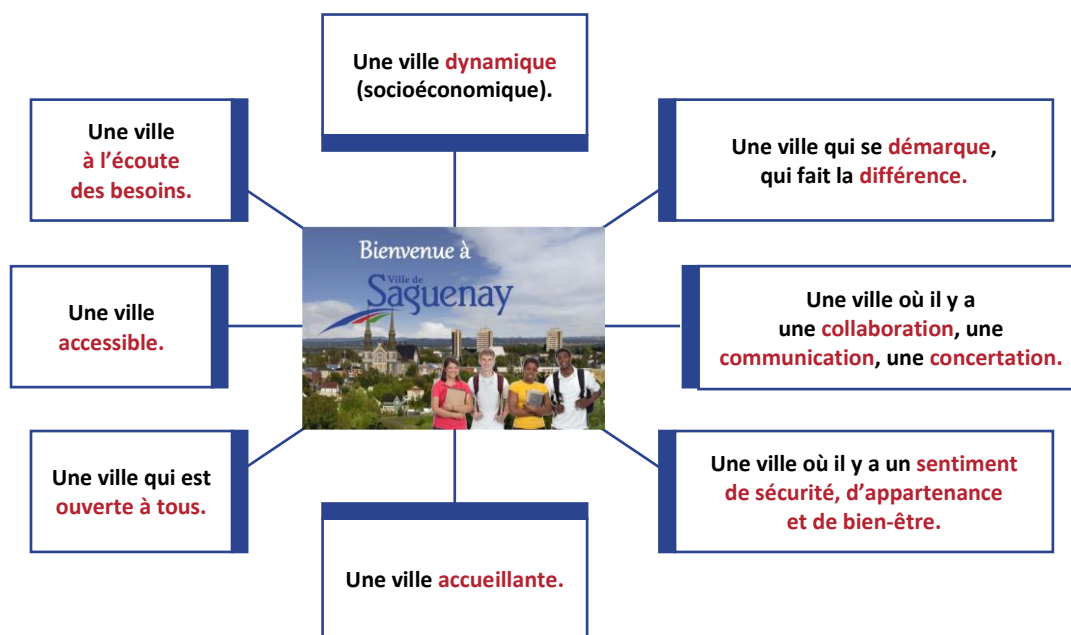 Une ville dynamique
(socioéconomique).
Une ville
à l'écoute
des besoins.
Une ville qui se démarque,
qui fait la différence.
Bienvenue à
Ville de
Saguenay
Une ville
accessible.
Une ville où il y a
une collaboration, une
communication, une concertation.
Une ville qui est
ouverte à tous.
Une ville où il y a un sentiment
de sécurité, d'appartenance
et de bien-être.
Une ville accueillante.